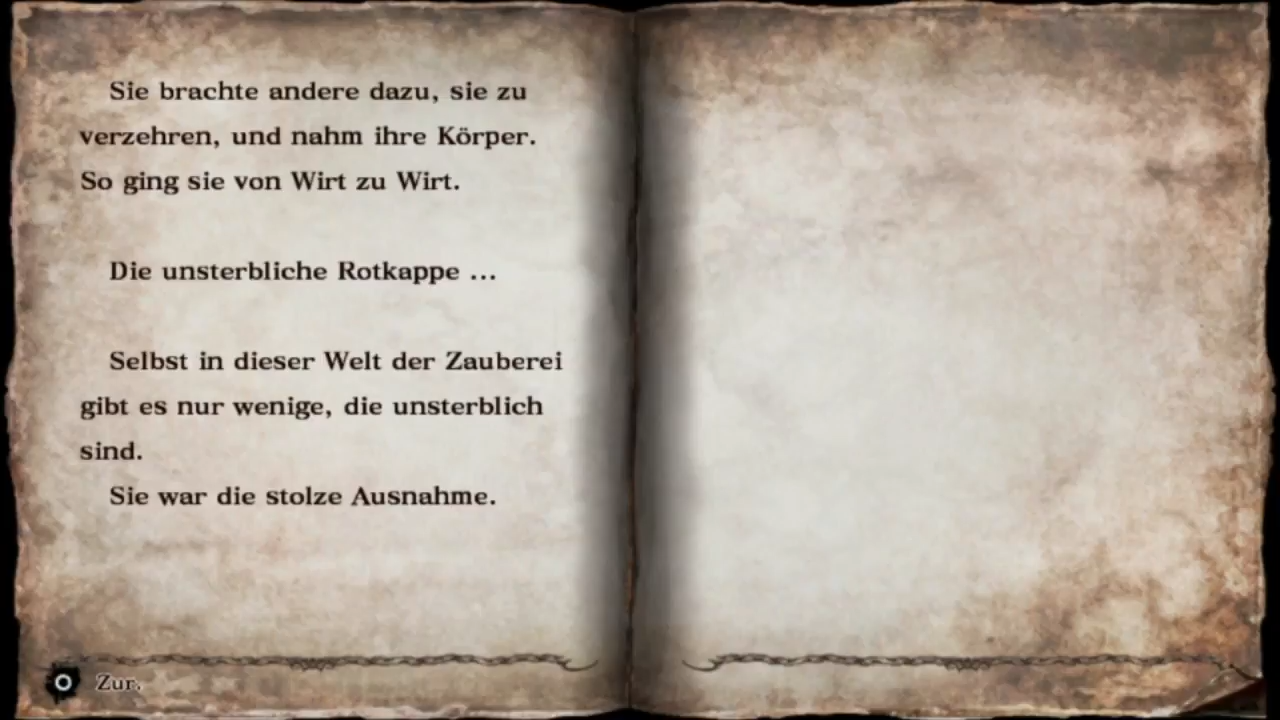 Sie brachte andere dazu, sie zu
verzehren, und nahm ihre Körper.
So ging sie von Wirt zu Wirt.
Die unsterbliche Rotkappe ...
Selbst in dieser Welt der Zauberei
gibt es nur wenige, die unsterblich
sind.
Sie war die stolze Ausnahme.
Zur.